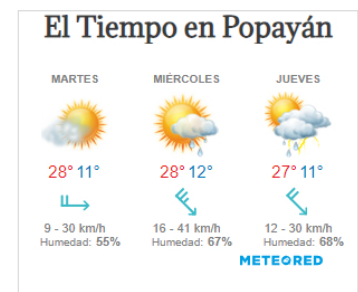 El Tiempo en Popayán
MARTES MIÉRCOLES JUEVES
28° 11° 28° 12° 27° 11°
9 - 30 km/h 16 - 41 km/h 12 - 30 km/h
Humedad: 55% Humedad: 67% Humedad: 68%
METEORED